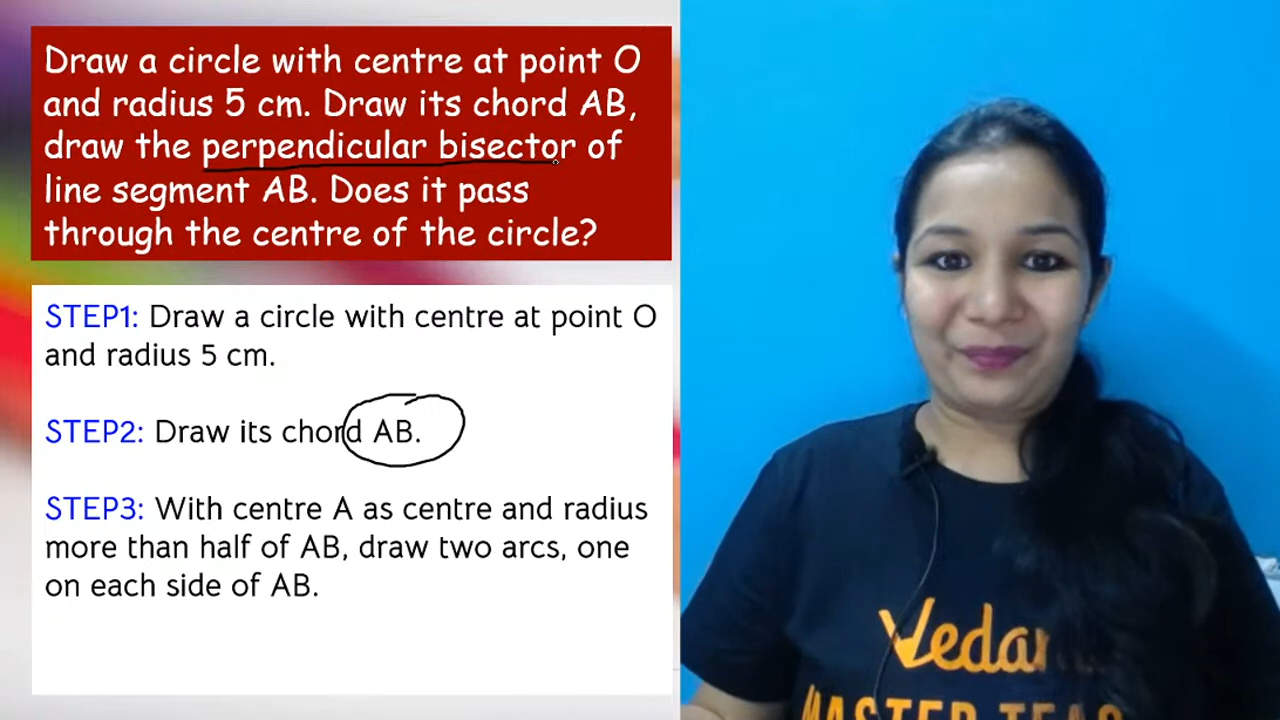 Draw a circle with centre at point O
and radius 5 cm. Draw its chord AB,
draw the perpendicular bisector of
line segment AB. Does it pass
through the centre of the circle?
STEP1: Draw a circle with centre at point O
and radius 5 cm.
STEP2: Draw its chord AB.
STEP3: With centre A as centre and radius
more than half of AB, draw two arcs, one
on each side of AB.
MASTER